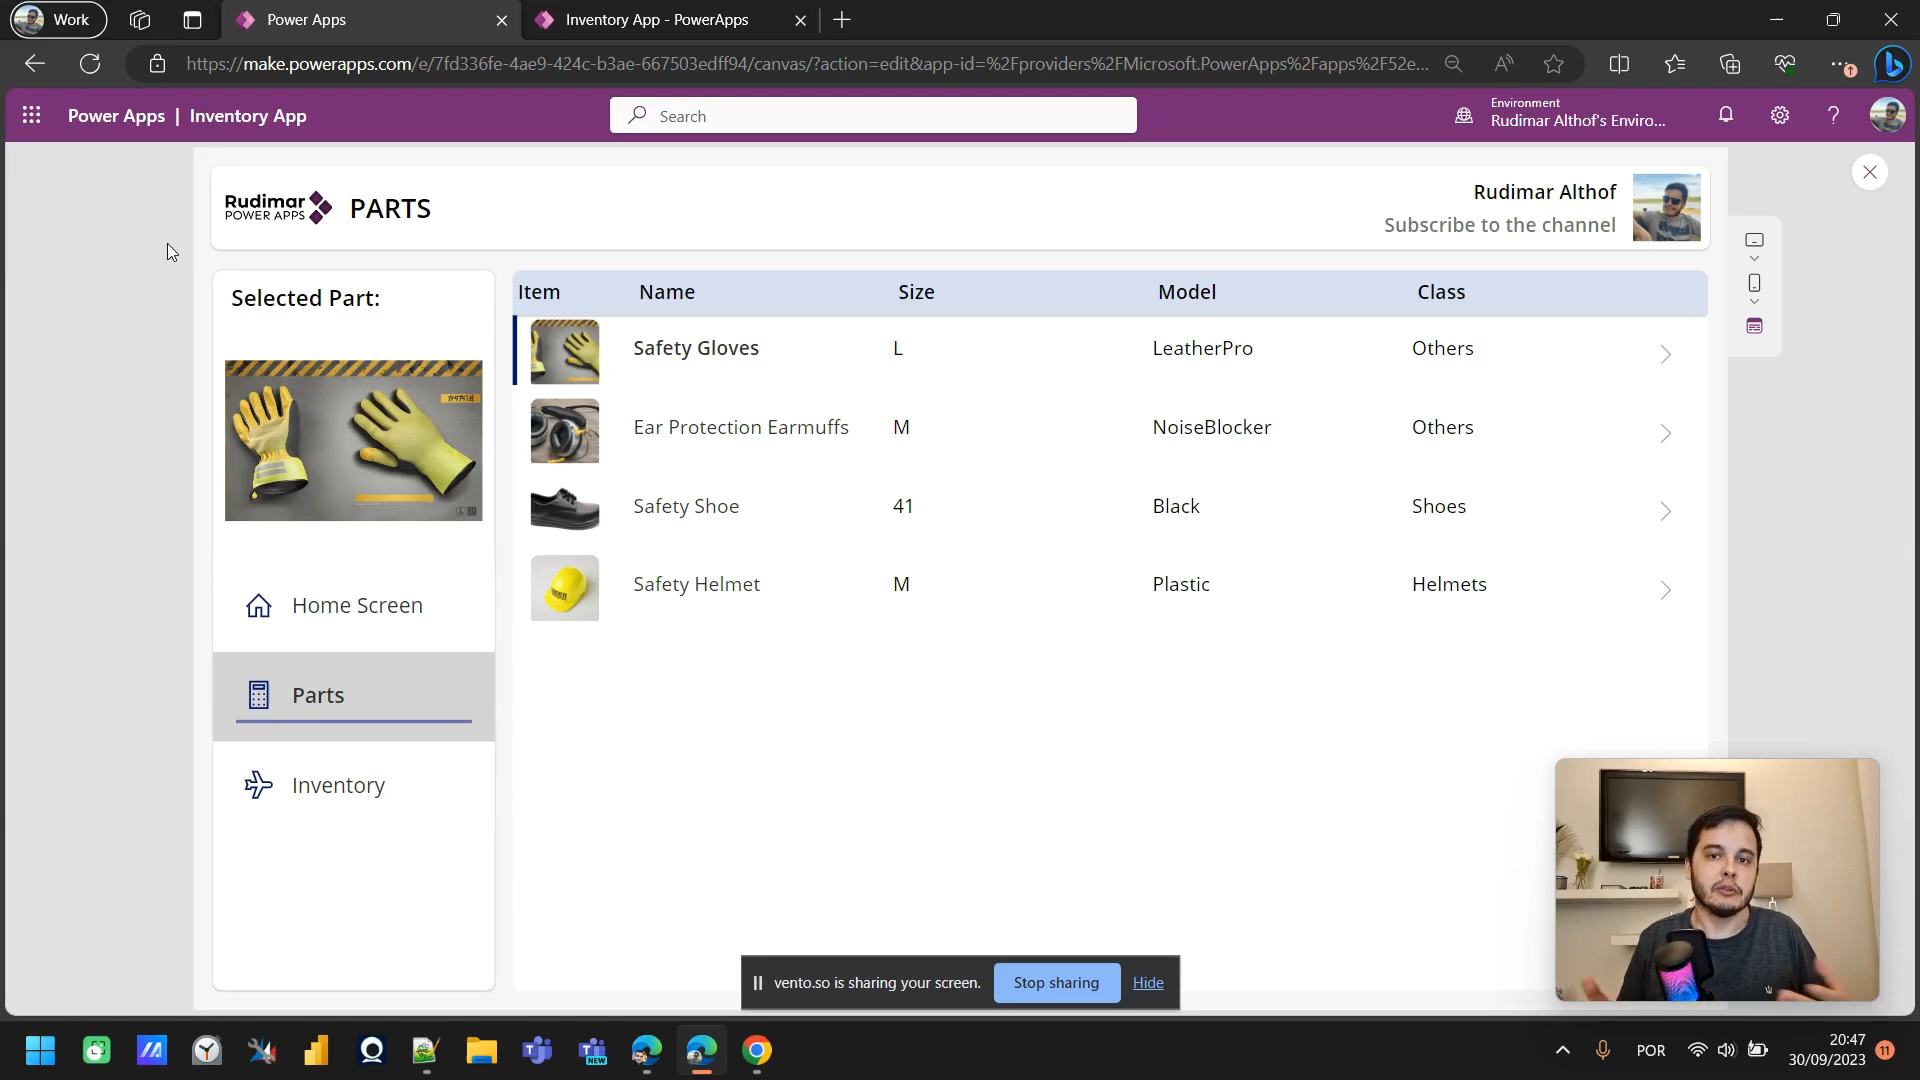 Work
Power Apps
Inventory App - PowerApps
https://make.powerapps.com/e/7fd336fe-4ae9-424c-b3ae-667503edff94/canvas/?action=edit&app-id=%2Fproviders%2FMicrosoft.PowerApps%2Fapps%2F52e...
Power Apps | Inventory App
Search
Environment
Rudimar Althof's Enviro...
Rudimar
POWER APPS
PARTS
Rudimar Althof
Subscribe to the channel
Selected Part:
Item Name Size Model Class
Safety Gloves L LeatherPro Others
Ear Protection Earmuffs M NoiseBlocker Others
Safety Shoe 41 Black Shoes
Safety Helmet M Plastic Helmets
Home Screen
Parts
Inventory
vento.so is sharing your screen.
Stop sharing
Hide
NEW
POR
20:47
30/09/2023
11